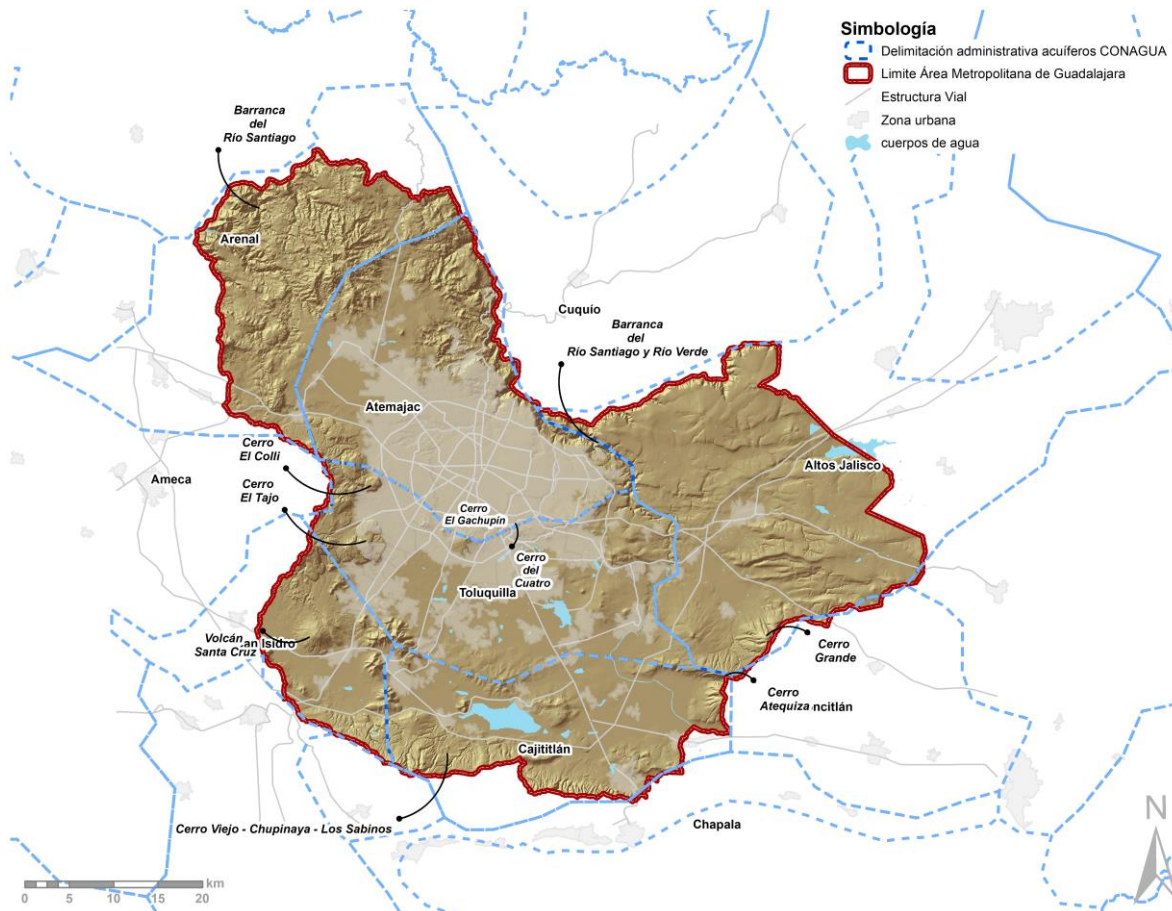 Simbología
Delimitación administrativa acuíferos CONAGUA
Limite Área Metropolitana de Guadalajara
Estructura Vial
Zona urbana
cuerpos de agua
Barranca
del
Río Santiago
Arenal
Cuquío
Barranca
del
Río Santiago y Río Verde
Atemajac
Cerro
El Colli
Altos Jalisco
Ameca
Cerro
El Tajo
Cerro
El Gachupín
Cerro
del
Cuatro
Toluquilla
Volcán
Santa Cruz
an Isidro
Cerro
Grande
Cerro
Atequiza
ncitlán
Cajititlán
Chapala
Cerro Viejo - Chupinaya - Los Sabinos
N
km
0 5 10 20